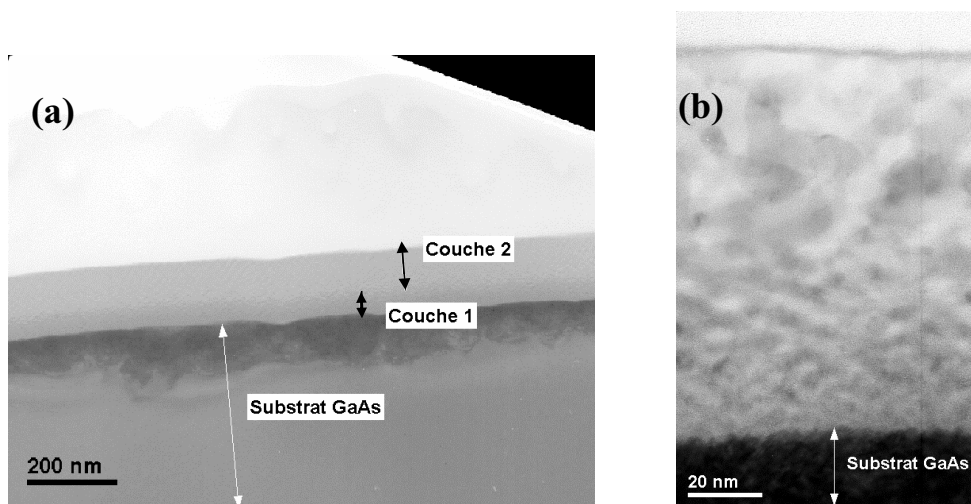 (a)
Couche 2
Couche 1
Substrat GaAs
200 nm
(b)
Substrat GaAs
20 nm